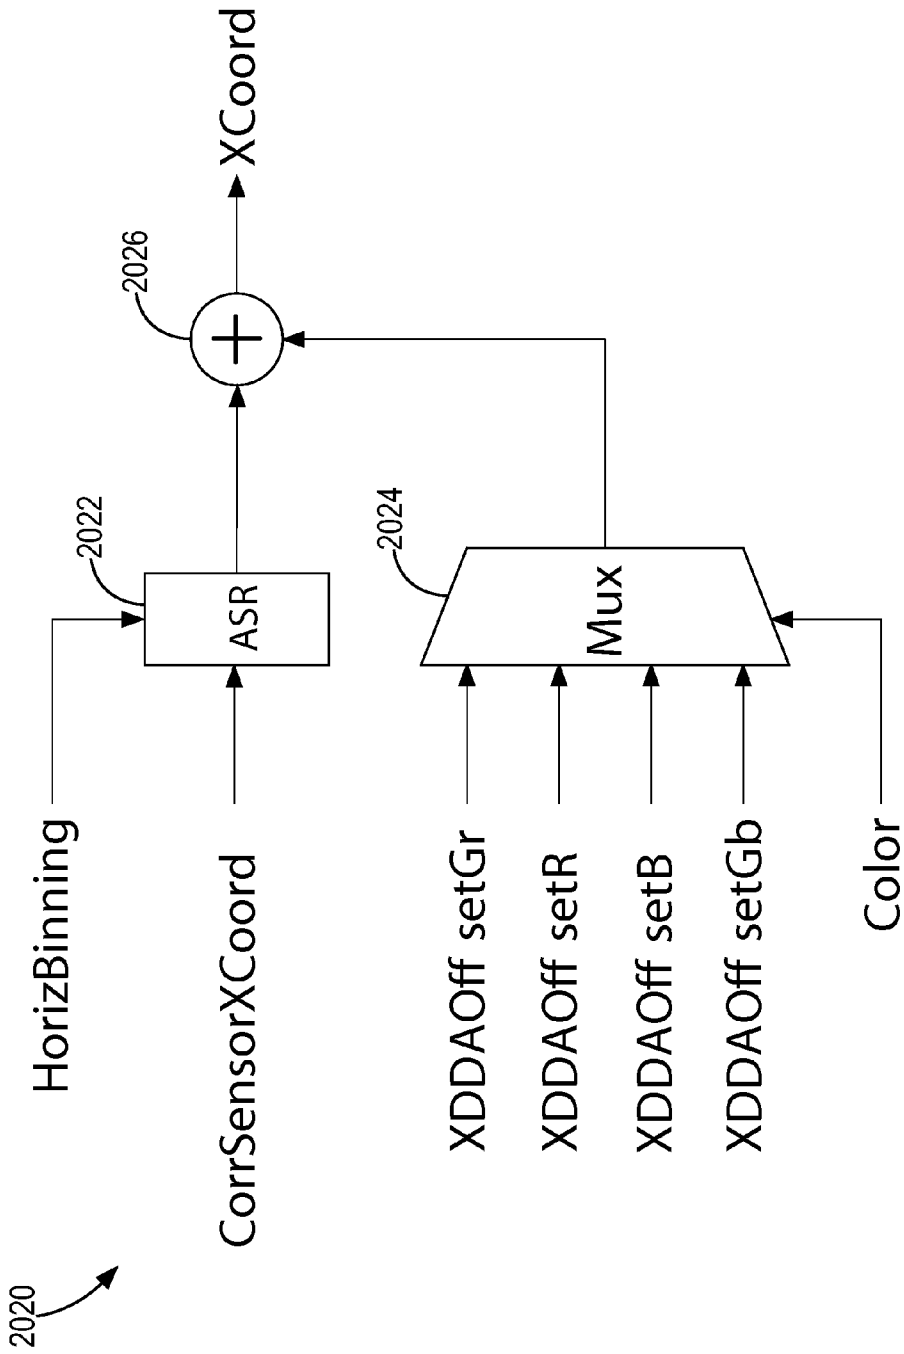 2020
HorizBinning
CorrSensorXCoord
2022
ASR
2026
+
XCoord
XDDAOff setGr
XDDAOff setR
XDDAOff setB
XDDAOff setGb
2024
Mux
Color